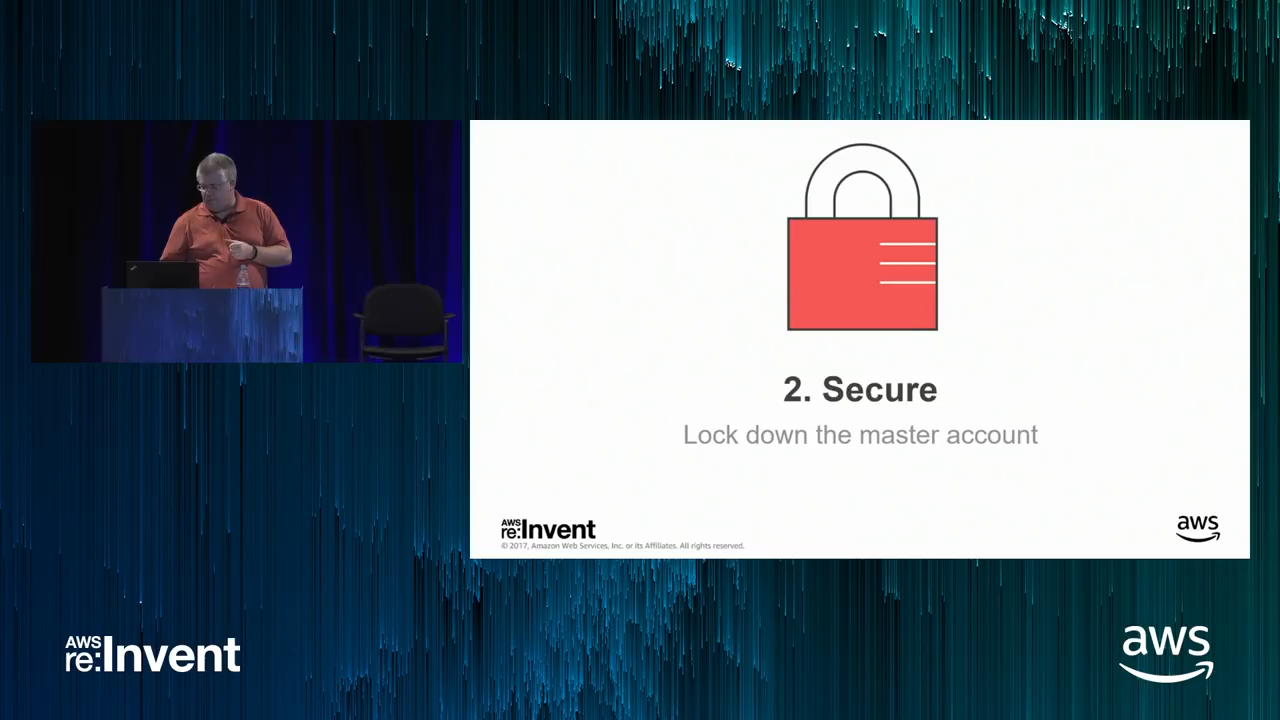 2. Secure
Lock down the master account
AWS
re:Invent
© 2017, Amazon Web Services, Inc. or its Affiliates. All rights reserved.
aws
AWS
re:Invent
aws